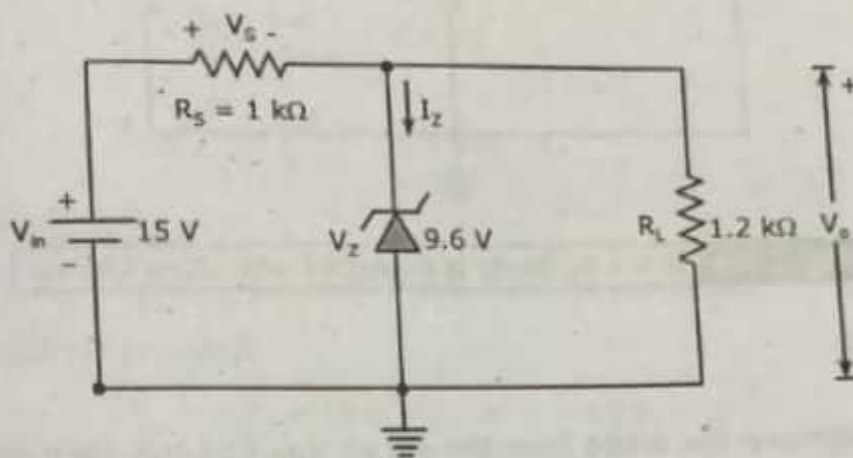 + V_S -
R_S = 1 kΩ
I_Z
+
V_in 15 V
-
V_Z 9.6 V
R_L 1.2 kΩ
+
V_o